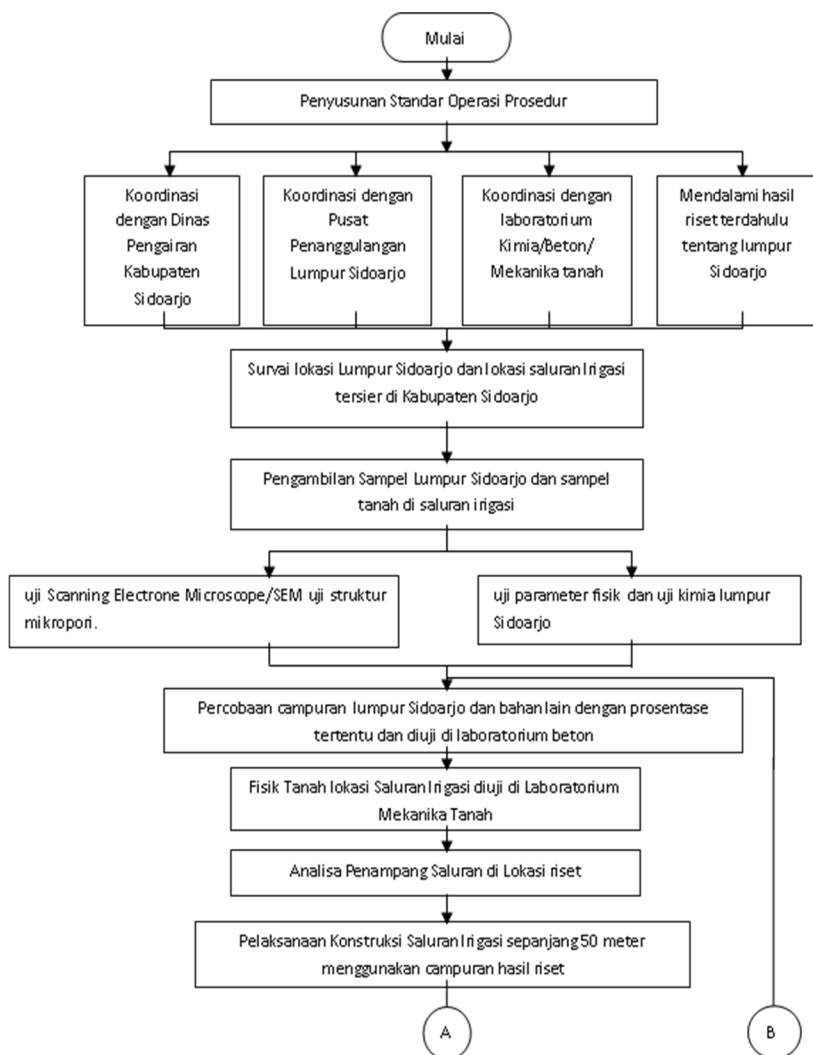 Mulai
Penyusunan Standar Operasi Prosedur
Koordinasi
dengan Dinas
Pengairan
Kabupaten
Sidoarjo
Koordinasi dengan
Pusat
Penanggulangan
Lumpur Sidoarjo
Koordinasi dengan
laboratorium
Kimia/Beton/
Mekanika tanah
Mendalami hasil
riset terdahulu
tentang lumpur
Sidoarjo
Survai lokasi Lumpur Sidoarjo dan lokasi saluran Irigasi
tersier di Kabupaten Sidoarjo
Pengambilan Sampel Lumpur Sidoarjo dan sampel
tanah di saluran irigasi
uji Scanning Electrone Microscope/SEM uji struktur
mikropori.
uji parameter fisik dan uji kimia lumpur
Sidoarjo
Percobaan campuran lumpur Sidoarjo dan bahan lain dengan prosentase
tertentu dan diuji di laboratorium beton
Fisik Tanah lokasi Saluran Irigasi diuji di Laboratorium
Mekanika Tanah
Analisa Penampang Saluran di Lokasi riset
Pelaksanaan Konstruksi Saluran Irigasi sepanjang 50 meter
menggunakan campuran hasil riset
A
B